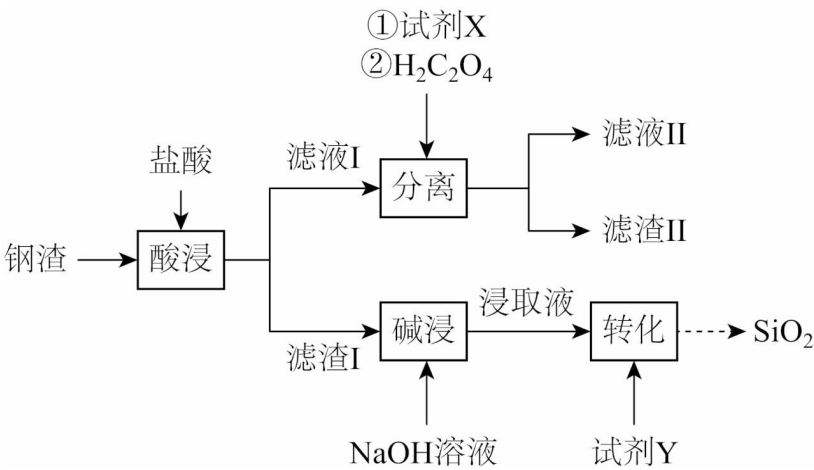 ①试剂X
②H₂C₂O₄
盐酸
滤液I
分离
滤液II
滤渣II
钢渣
酸浸
滤渣I
碱浸
浸取液
转化
SiO₂
NaOH溶液
试剂Y